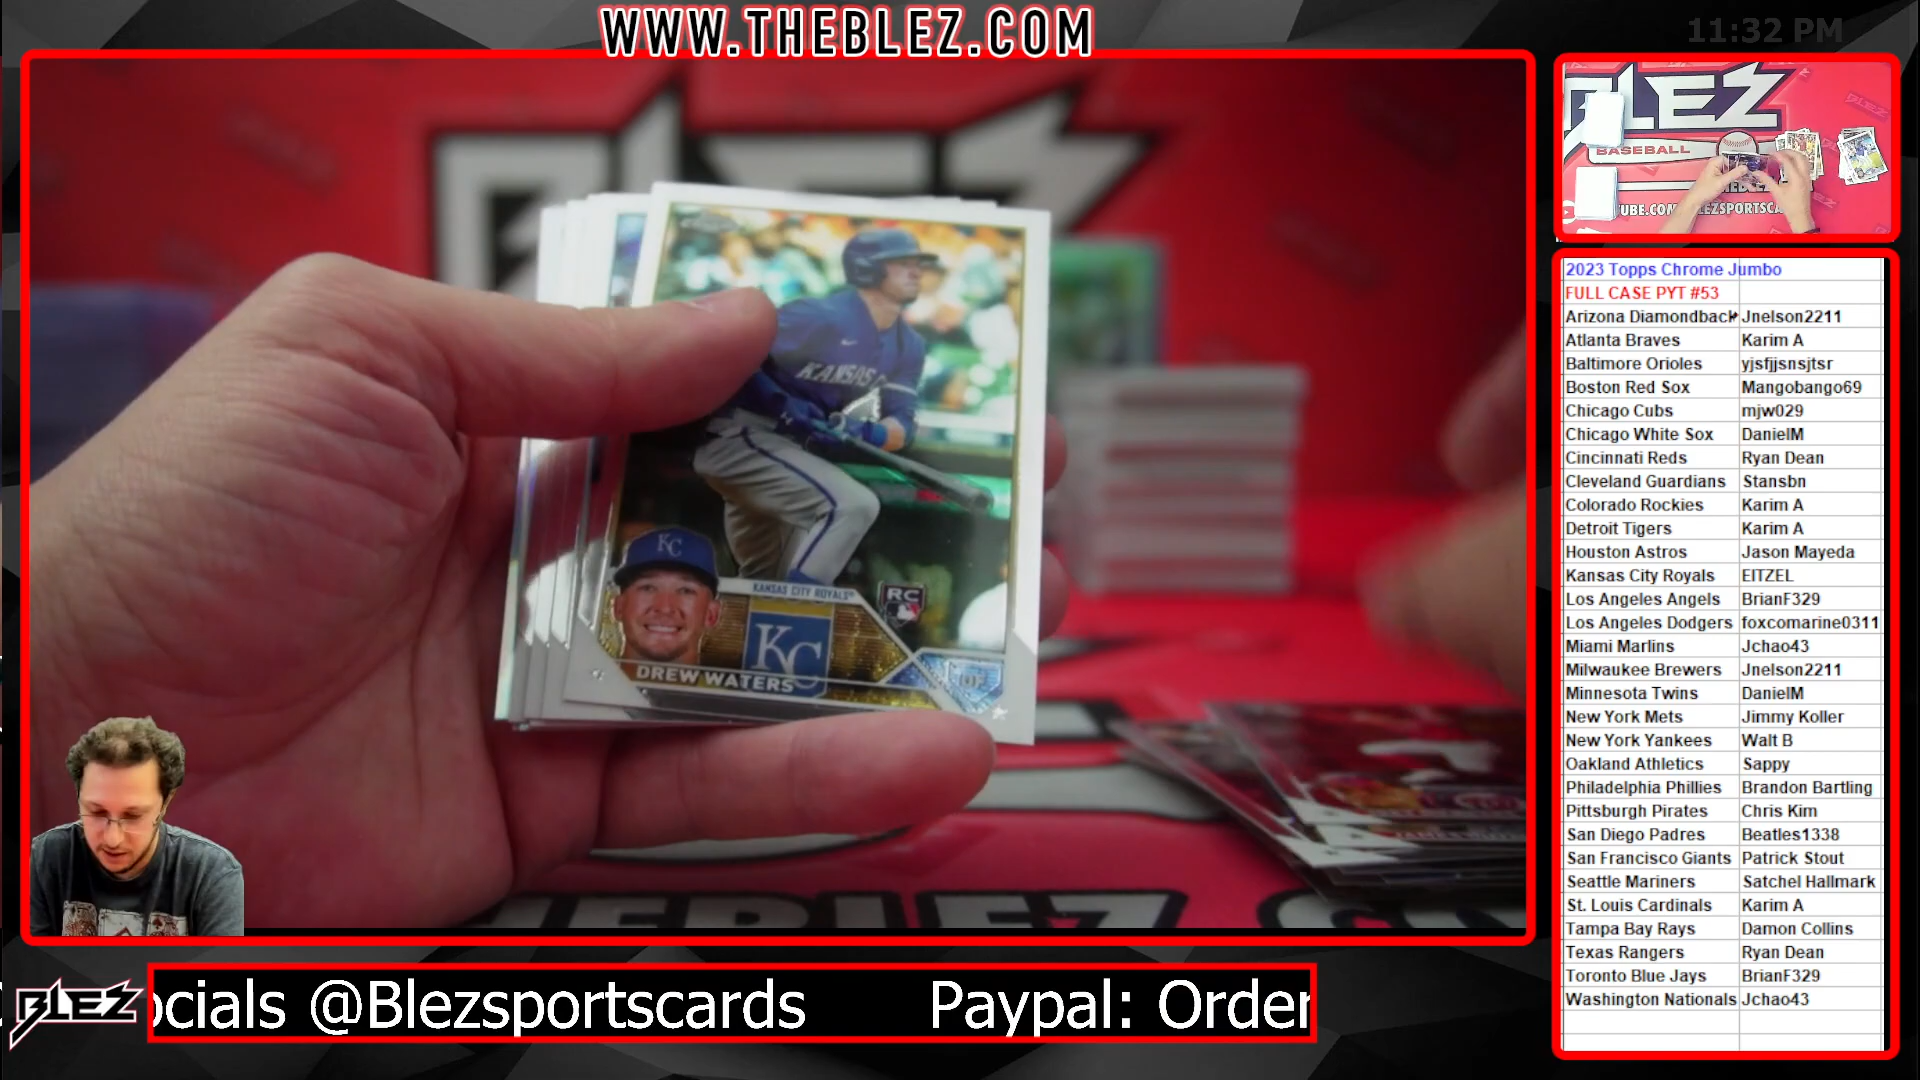 WWW.THEBLEZ.COM
11:32 PM
BLEZ
BASEBALL
KANSAS C
KC
KANSAS CITY ROYALS
RC
KC
DREW WATERS
OF
2023 Topps Chrome Jumbo
FULL CASE PYT #53
Arizona Diamondback Jnelson2211
Atlanta Braves Karim A
Baltimore Orioles yjsfjjsnsjtsr
Boston Red Sox Mangobango69
Chicago Cubs mjw029
Chicago White Sox DanielM
Cincinnati Reds Ryan Dean
Cleveland Guardians Stansbn
Colorado Rockies Karim A
Detroit Tigers Karim A
Houston Astros Jason Mayeda
Kansas City Royals EITZEL
Los Angeles Angels BrianF329
Los Angeles Dodgers foxcomarine0311
Miami Marlins Jchao43
Milwaukee Brewers Jnelson2211
Minnesota Twins DanielM
New York Mets Jimmy Koller
New York Yankees Walt B
Oakland Athletics Sappy
Philadelphia Phillies Brandon Bartling
Pittsburgh Pirates Chris Kim
San Diego Padres Beatles1338
San Francisco Giants Patrick Stout
Seattle Mariners Satchel Hallmark
St. Louis Cardinals Karim A
Tampa Bay Rays Damon Collins
Texas Rangers Ryan Dean
Toronto Blue Jays BrianF329
Washington Nationals Jchao43
BLEZ
ocials @Blezsportscards Paypal: Order